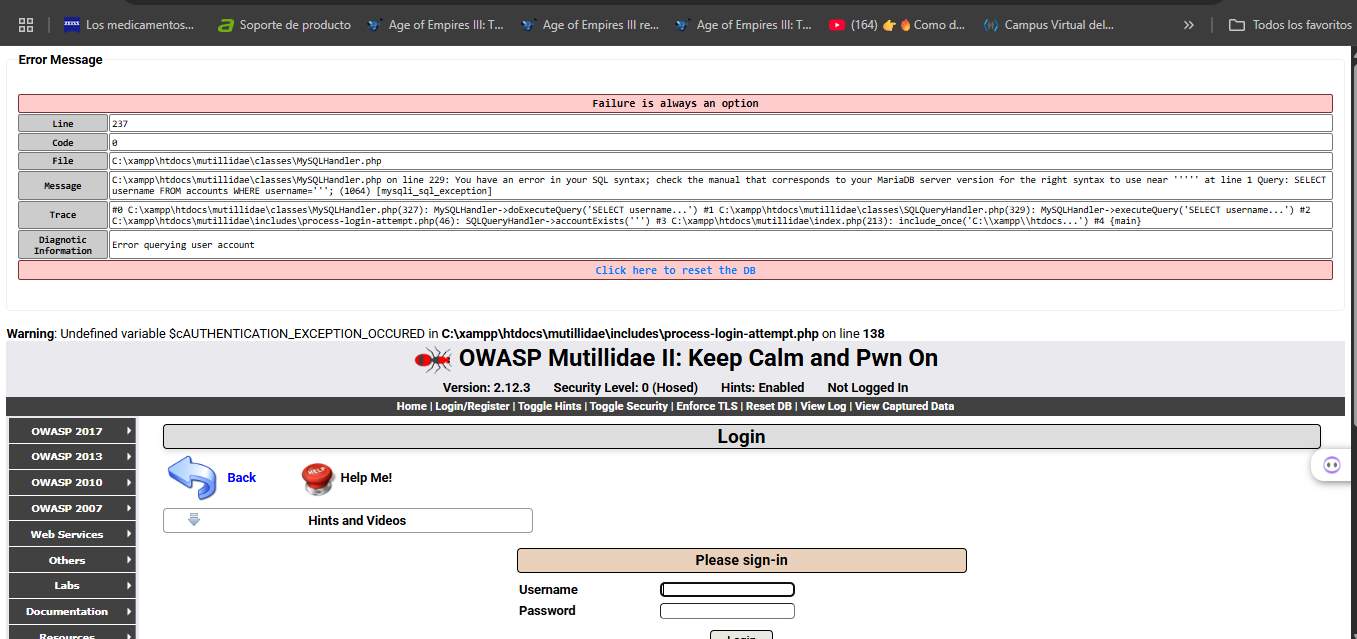 Los medicamentos...
Soporte de producto
Age of Empires III: T...
Age of Empires III re...
Age of Empires III: T...
(164) 👉🔥Como d...
Campus Virtual del...
»
Todos los favoritos
Error Message
Failure is always an option
Line 237
Code 0
File C:\xampp\htdocs\mutillidae\classes\MySQLHandler.php
Message C:\xampp\htdocs\mutillidae\classes\MySQLHandler.php on line 229: You have an error in your SQL syntax; check the manual that corresponds to your MariaDB server version for the right syntax to use near ''''' at line 1 Query: SELECT
username FROM accounts WHERE username='''; (1064) [mysqli_sql_exception]
Trace #0 C:\xampp\htdocs\mutillidae\classes\MySQLHandler.php(327): MySQLHandler->doExecuteQuery('SELECT username...') #1 C:\xampp\htdocs\mutillidae\classes\SQLQueryHandler.php(329): MySQLHandler->executeQuery('SELECT username...') #2
C:\xampp\htdocs\mutillidae\includes\process-login-attempt.php(46): SQLQueryHandler->accountExists(''') #3 C:\xampp\htdocs\mutillidae\index.php(213): include_once('C:\\xampp\\htdocs...') #4 {main}
Diagnostic
Information
Error querying user account
Click here to reset the DB
Warning: Undefined variable $cAUTHENTICATION_EXCEPTION_OCCURED in C:\xampp\htdocs\mutillidae\includes\process-login-attempt.php on line 138
OWASP Mutillidae II: Keep Calm and Pwn On
Version: 2.12.3 Security Level: 0 (Hosed) Hints: Enabled Not Logged In
Home | Login/Register | Toggle Hints | Toggle Security | Enforce TLS | Reset DB | View Log | View Captured Data
OWASP 2017
OWASP 2013
OWASP 2010
OWASP 2007
Web Services
Others
Labs
Documentation
Resources
Login
Back
HELP
Help Me!
Hints and Videos
Please sign-in
Username
Password
Login